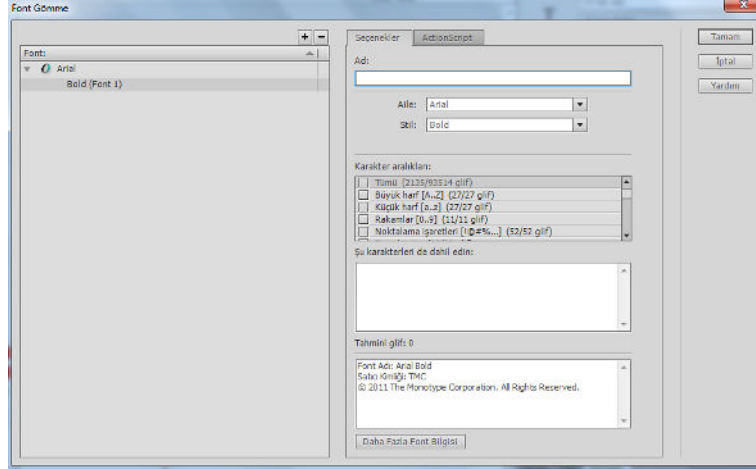 Font Gömme
Font:
Arial
Bold (Font 1)
Seçenekler
ActionScript
Adı:
Aile: Arial
Stil: Bold
Karakter aralıkları:
Tümü (2135/93514 glif)
Büyük harf [A..Z] (27/27 glif)
Küçük harf [a..z] (27/27 glif)
Rakamlar [0..9] (11/11 glif)
Noktalama işaretleri [!@#%...] (52/52 glif)
Şu karakterleri de dahil edin:
Tahmini glif: 0
Font Adı: Arial Bold
Satıcı Kimliği: TMC
© 2011 The Monotype Corporation. All Rights Reserved.
Daha Fazla Font Bilgisi
Tamam
İptal
Yardım